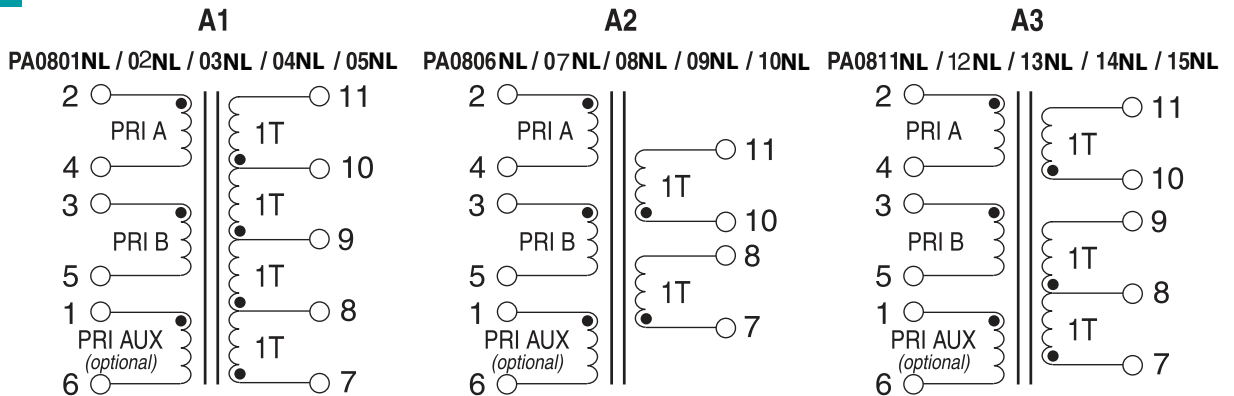 A1
PA0801NL / 02NL / 03NL / 04NL / 05NL
2
PRI A
4
3
PRI B
5
1
PRI AUX
(optional)
6
11
1T
10
1T
9
1T
8
1T
7
A2
PA0806NL / 07NL / 08NL / 09NL / 10NL
2
PRI A
4
3
PRI B
5
1
PRI AUX
(optional)
6
11
1T
10
8
1T
7
A3
PA0811NL / 12NL / 13NL / 14NL / 15NL
2
PRI A
4
3
PRI B
5
1
PRI AUX
(optional)
6
11
1T
10
9
1T
8
1T
7